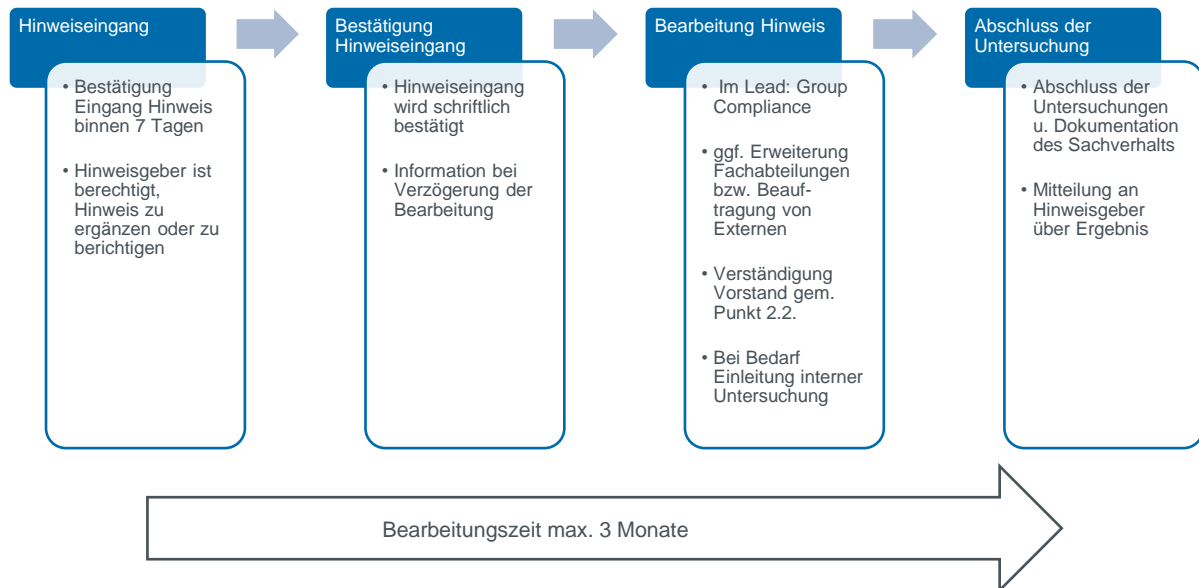 Hinweiseingang
• Bestätigung
Eingang Hinweis
binnen 7 Tagen
• Hinweisgeber ist
berechtigt,
Hinweis zu
ergänzen oder zu
berichtigen
Bestätigung
Hinweiseingang
• Hinweiseingang
wird schriftlich
bestätigt
• Information bei
Verzögerung der
Bearbeitung
Bearbeitung Hinweis
• Im Lead: Group
Compliance
• ggf. Erweiterung
Fachabteilungen
bzw. Beauf-
tragung von
Externen
• Verständigung
Vorstand gem.
Punkt 2.2.
• Bei Bedarf
Einleitung interner
Untersuchung
Abschluss der
Untersuchung
• Abschluss der
Untersuchungen
u. Dokumentation
des Sachverhalts
• Mitteilung an
Hinweisgeber
über Ergebnis
Bearbeitungszeit max. 3 Monate